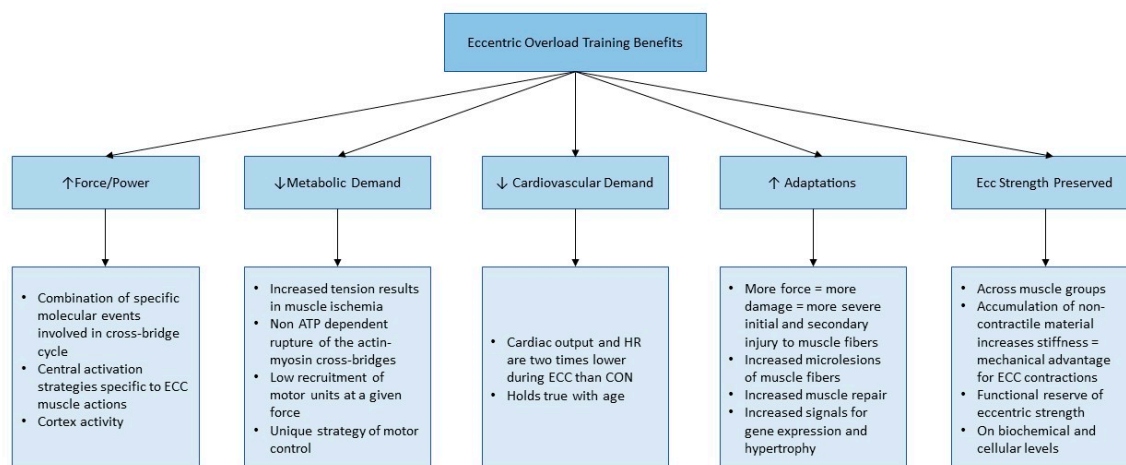 Eccentric Overload Training Benefits
↑Force/Power
↓Metabolic Demand
↓ Cardiovascular Demand
↑ Adaptations
Ecc Strength Preserved
• Combination of specific
molecular events
involved in cross-bridge
cycle
• Central activation
strategies specific to ECC
muscle actions
• Cortex activity
• Increased tension results
in muscle ischemia
• Non ATP dependent
rupture of the actin-
myosin cross-bridges
• Low recruitment of
motor units at a given
force
• Unique strategy of motor
control
• Cardiac output and HR
are two times lower
during ECC than CON
• Holds true with age
• More force = more
damage = more severe
initial and secondary
injury to muscle fibers
• Increased microlesions
of muscle fibers
• Increased muscle repair
• Increased signals for
gene expression and
hypertrophy
• Across muscle groups
• Accumulation of non-
contractile material
increases stiffness =
mechanical advantage
for ECC contractions
• Functional reserve of
eccentric strength
• On biochemical and
cellular levels